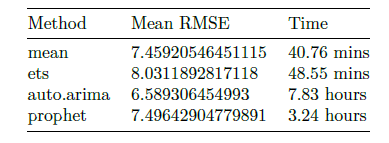 Method Mean RMSE Time
mean 7.45920546451115 40.76 mins
ets 8.0311892817118 48.55 mins
auto.arima 6.589306454993 7.83 hours
prophet 7.49642904779891 3.24 hours